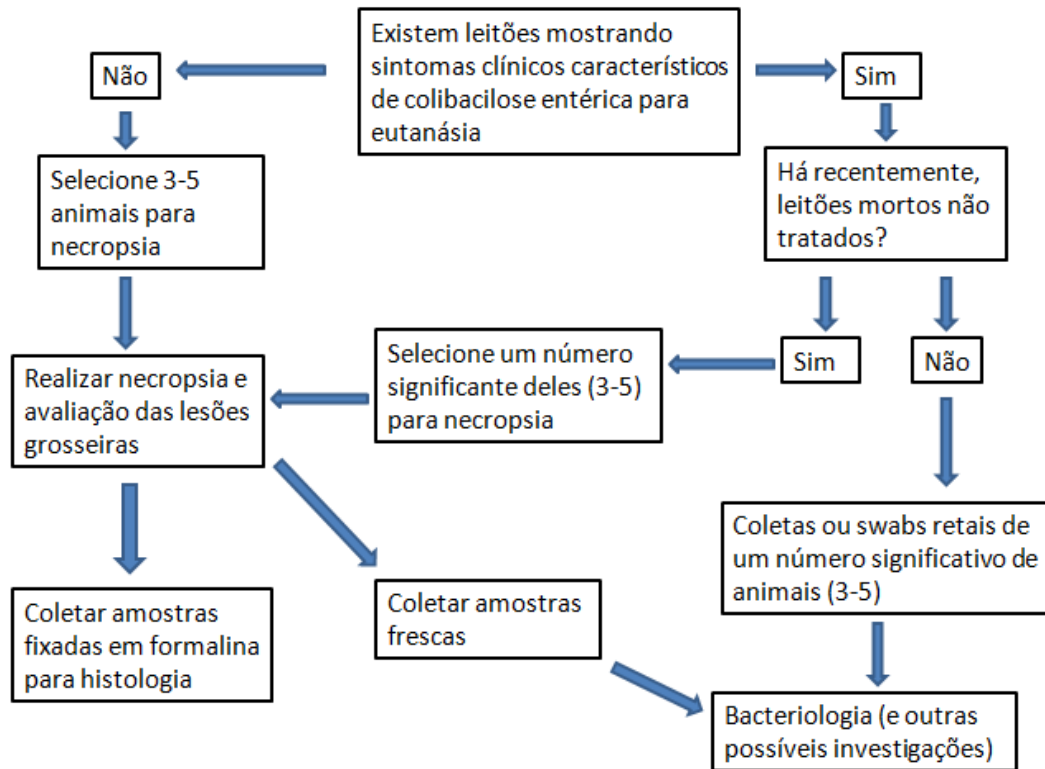 Existem leitões mostrando
sintomas clínicos característicos
de colibacilose entérica para
eutanásia
Não
Sim
Selecione 3-5
animais para
necropsia
Há recentemente,
leitões mortos não
tratados?
Sim
Não
Selecione um número
significante deles (3-5)
para necropsia
Realizar necropsia e
avaliação das lesões
grosseiras
Coletas ou swabs retais de
um número significativo de
animais (3-5)
Coletar amostras
fixadas em formalina
para histologia
Coletar amostras
frescas
Bacteriologia (e outras
possíveis investigações)